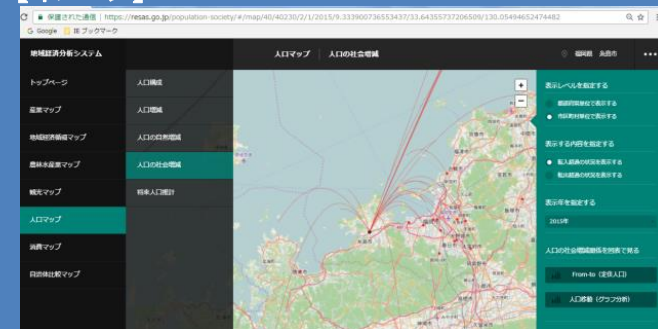 保護された通信 | https://resas.go.jp/population-society/#/map/40/40230/2/1/2015/9.333900736553437/33.64355737206509/130.05494652474482
G Google ブックマーク
地域経済分析システム
人口マップ 人口の社会増減
福岡県 糸島市
トップページ
産業マップ
地域経済循環マップ
農林水産業マップ
観光マップ
人口マップ
消費マップ
自治体比較マップ
人口構成
人口増減
人口の自然増減
人口の社会増減
将来人口推計
+
−
表示レベルを指定する
都道府県単位で表示する
市区町村単位で表示する
表示する内容を指定する
転入超過の状況を表示する
転出超過の状況を表示する
表示年を指定する
2015年
人口の社会増減関係を図表で見る
From-to (定住人口)
人口移動 (グラフ分析)